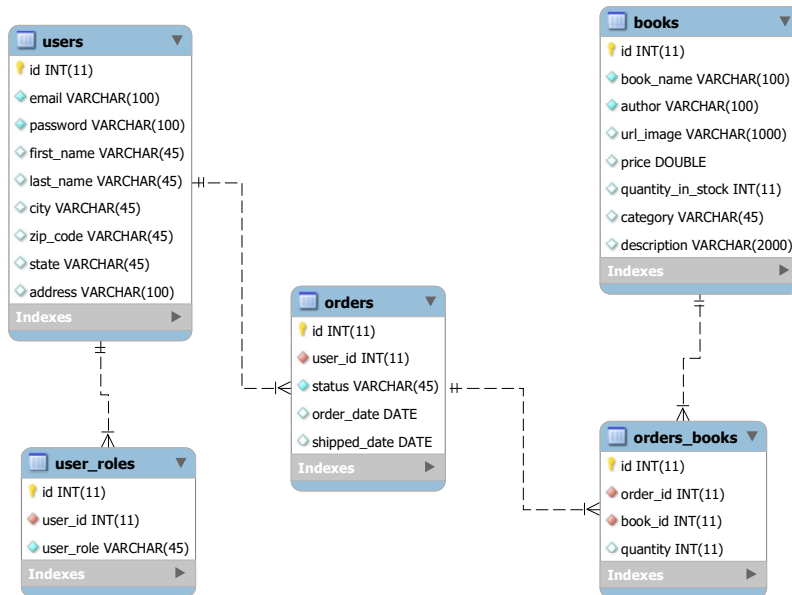 users
id INT(11)
email VARCHAR(100)
password VARCHAR(100)
first_name VARCHAR(45)
last_name VARCHAR(45)
city VARCHAR(45)
zip_code VARCHAR(45)
state VARCHAR(45)
address VARCHAR(100)
Indexes
user_roles
id INT(11)
user_id INT(11)
user_role VARCHAR(45)
Indexes
orders
id INT(11)
user_id INT(11)
status VARCHAR(45)
order_date DATE
shipped_date DATE
Indexes
books
id INT(11)
book_name VARCHAR(100)
author VARCHAR(100)
url_image VARCHAR(1000)
price DOUBLE
quantity_in_stock INT(11)
category VARCHAR(45)
description VARCHAR(2000)
Indexes
orders_books
id INT(11)
order_id INT(11)
book_id INT(11)
quantity INT(11)
Indexes